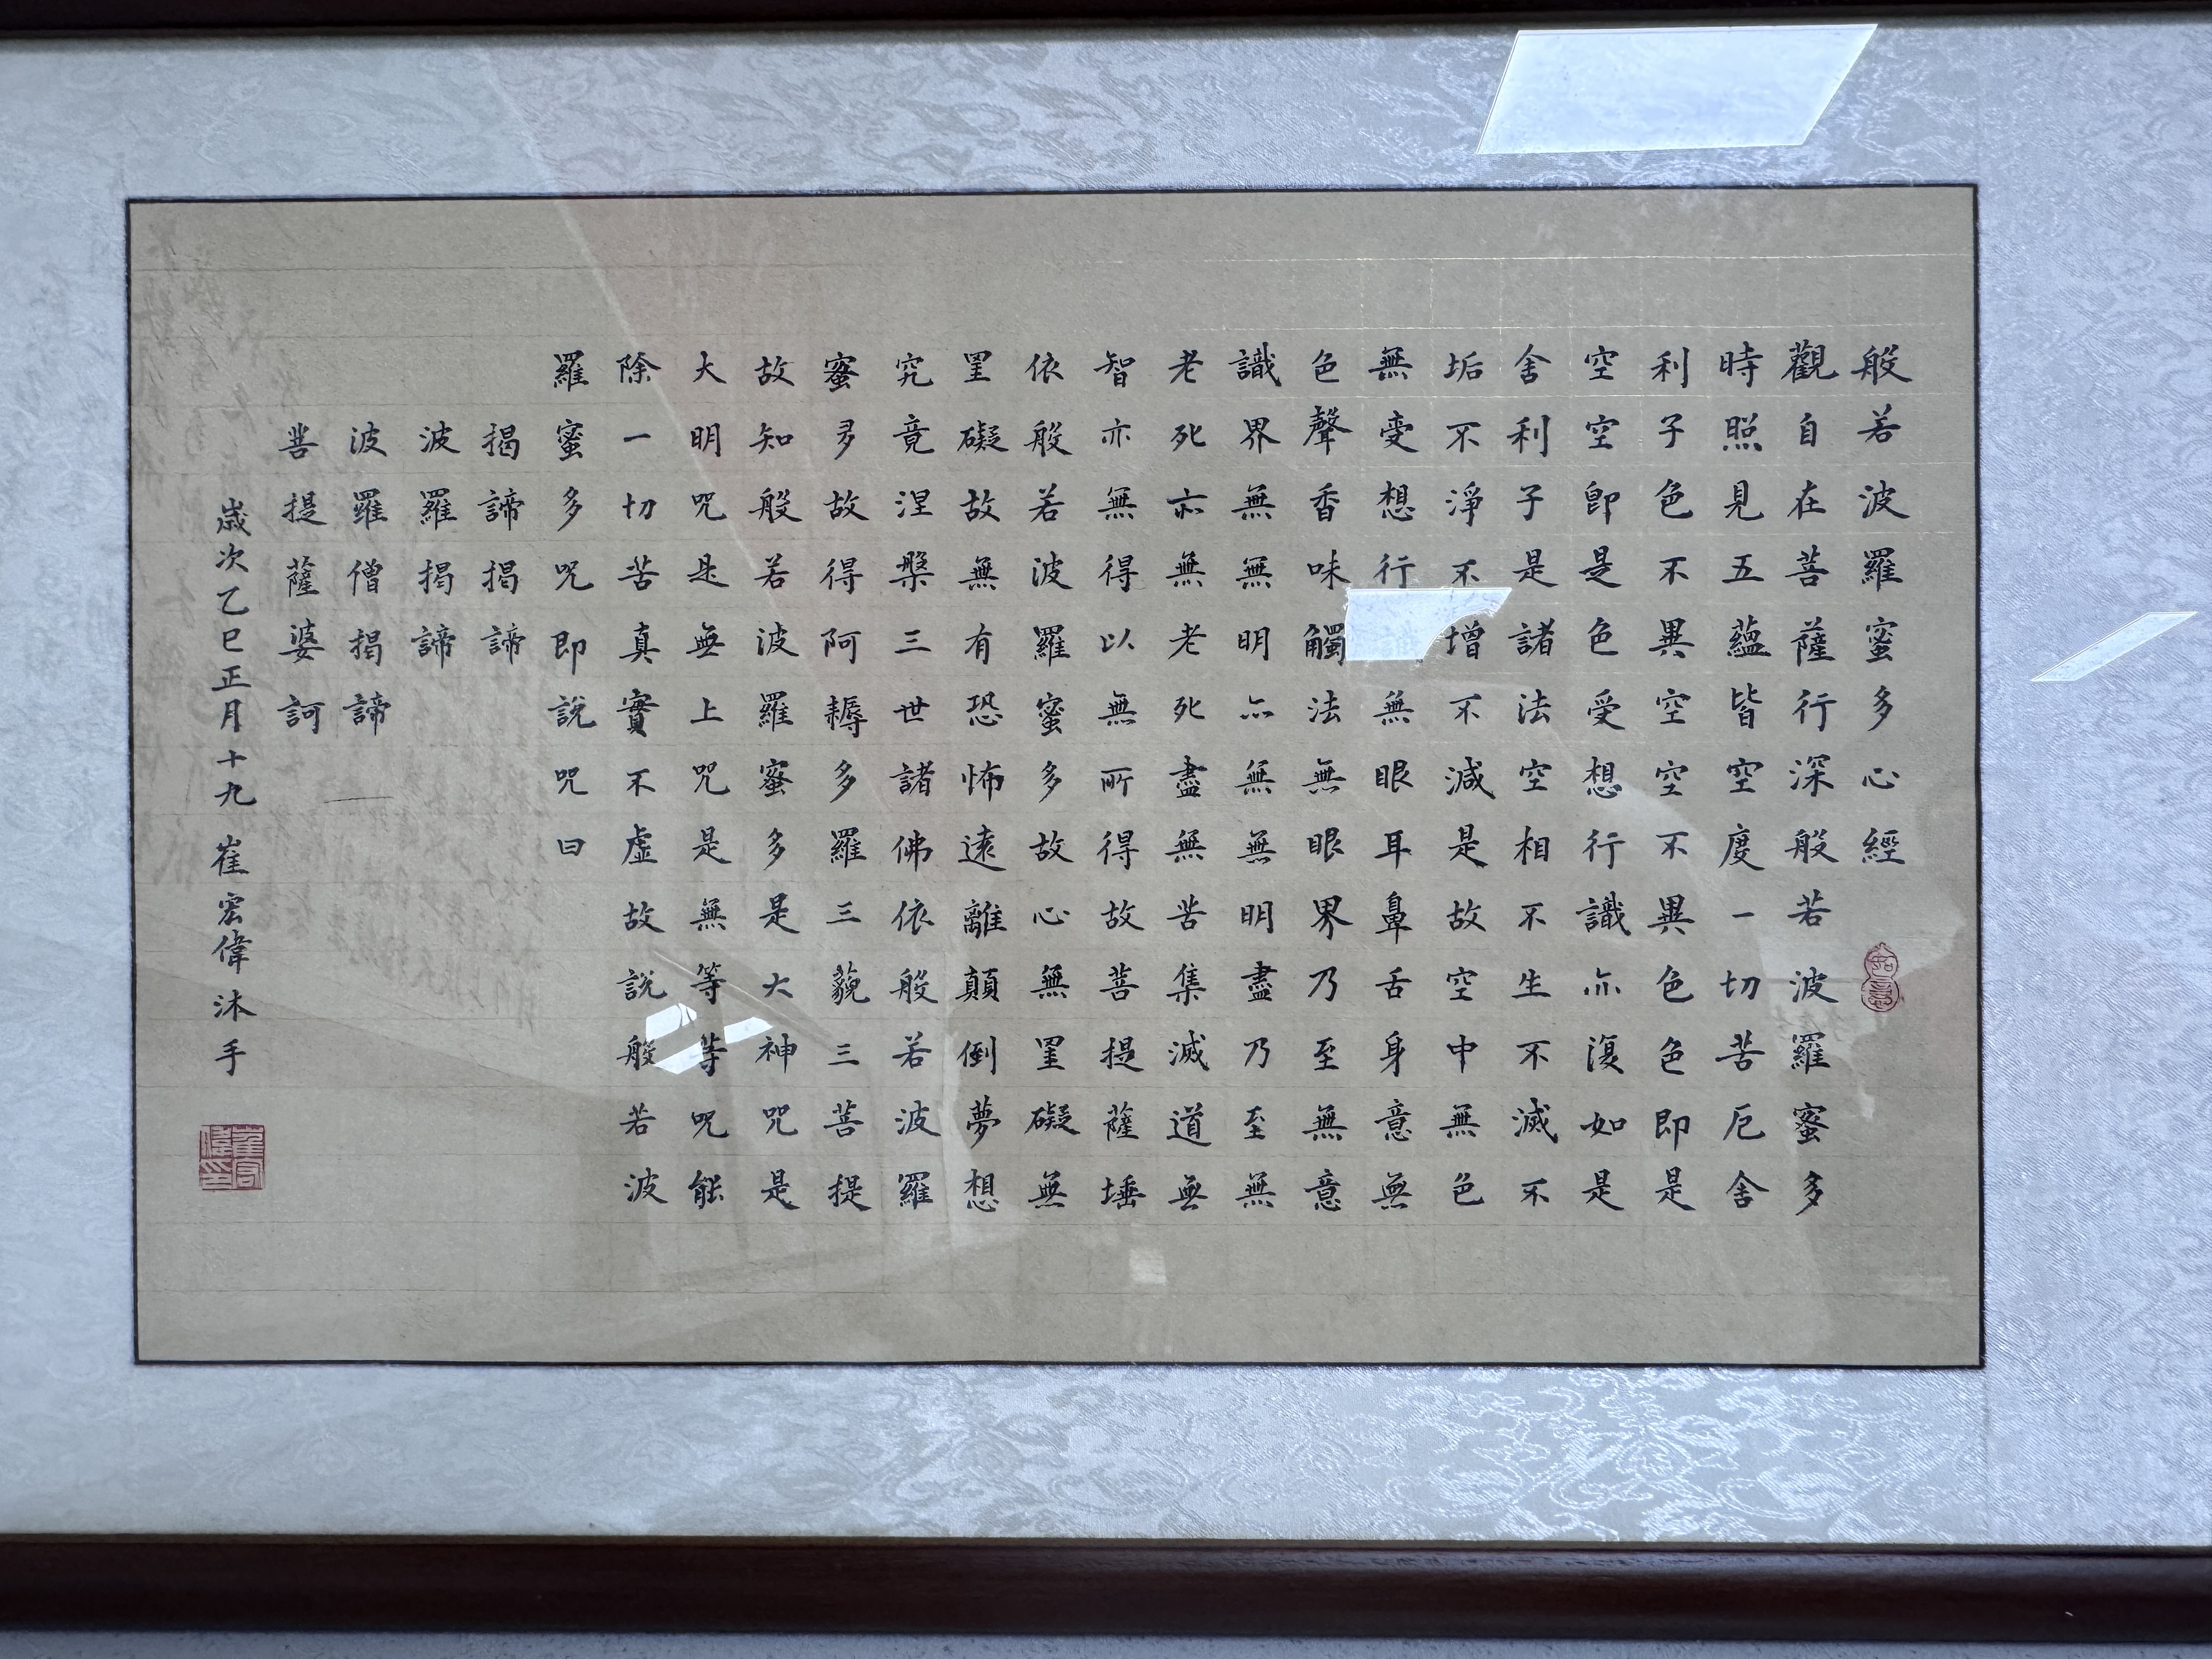 般若波羅蜜多心經
如意
觀自在菩薩行深般若波羅蜜多
時照見五蘊皆空度一切苦厄舍
利子色不異空空不異色色即是
空空即是色受想行識亦復如是
舍利子是諸法空相不生不滅不
垢不淨不增不減是故空中無色
無受想行識無眼耳鼻舌身意無
色聲香味觸法無眼界乃至無意
識界無無明亦無無明盡乃至無
老死亦無老死盡無苦集滅道無
智亦無得以無所得故菩提薩埵
依般若波羅蜜多故心無罣礙無
罣礙故無有恐怖遠離顛倒夢想
究竟涅槃三世諸佛依般若波羅
蜜多故得阿耨多羅三藐三菩提
故知般若波羅蜜多是大神咒是
大明咒是無上咒是無等等咒能
除一切苦真實不虛故說般若波
羅蜜多咒即說咒曰
揭諦揭諦
波羅揭諦
波羅僧揭諦
菩提薩婆訶
歲次乙巳正月十九 崔宏偉沐手
崔宏偉印